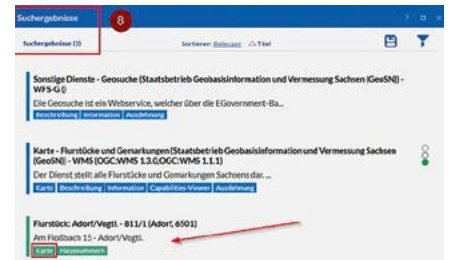 Suchergebnisse
8
Suchergebnisse (3)
Sortieren: Relevanz Titel
Sonstige Dienste - Geosuche (Staatsbetrieb Geobasisinformation und Vermessung Sachsen (GeoSN)) -
WFS-G ()
Die Geosuche ist ein Webservice, welcher über die EGovernment-Ba...
Beschreibung Information Ausdehnung
Karte - Flurstücke und Gemarkungen (Staatsbetrieb Geobasisinformation und Vermessung Sachsen
(GeoSN)) - WMS (OGC:WMS 1.3.0,OGC:WMS 1.1.1)
Der Dienst stellt alle Flurstücke und Gemarkungen Sachsens dar. ...
Karte Beschreibung Information Capabilities-Viewer Ausdehnung
Flurstück: Adorf/Vogtl. - 811/1 (Adorf, 6501)
Am Floßbach 15 - Adorf/Vogtl.
Karte Hausnummern